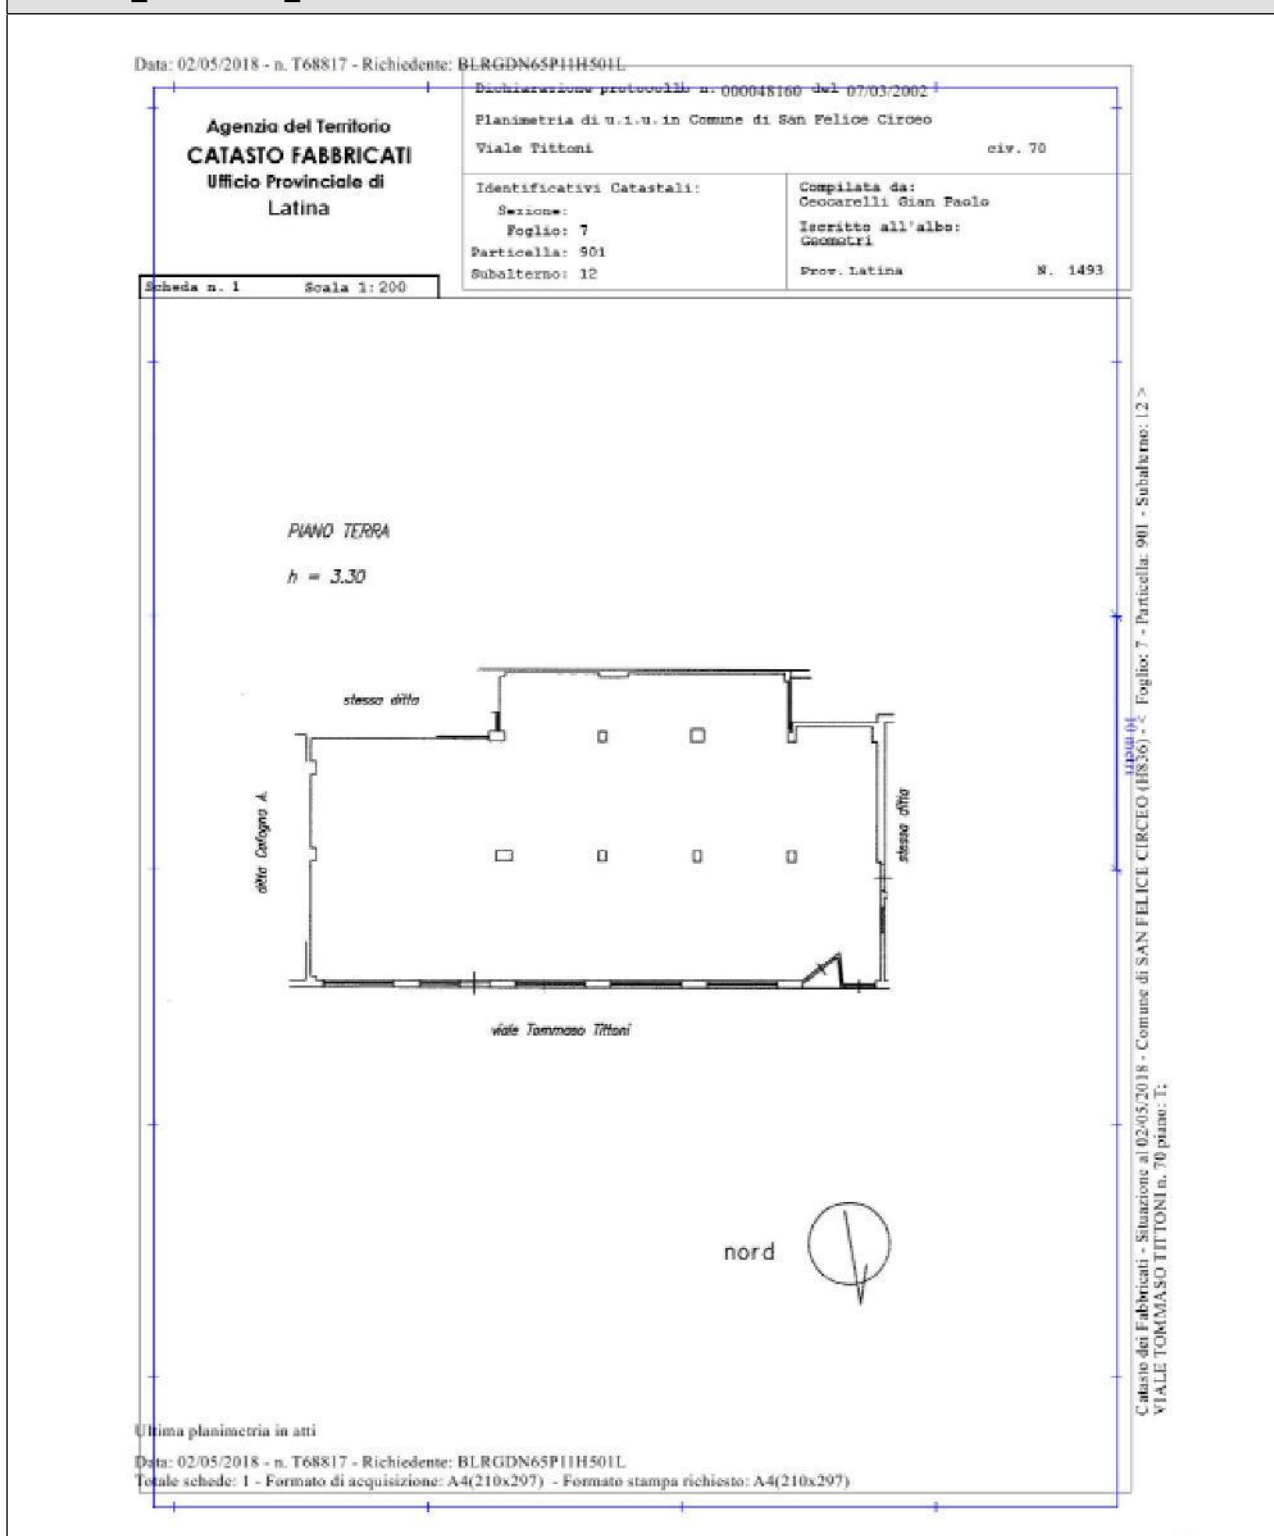 Data: 02/05/2018 - n. T68817 - Richiedente: BLRGDN65P11H501L
Dichiarazione protocollo n. 000048160 del 07/03/2002
Planimetria di u.i.u. in Comune di San Felice Circeo
Viale Tittoni civ. 70
Agenzia del Territorio
CATASTO FABBRICATI
Ufficio Provinciale di
Latina
Identificativi Catastali:
Sezione:
Foglio: 7
Particella: 901
Subalterno: 12
Compilata da:
Ceccarelli Gian Paolo
Iscritto all'albo:
Geometri
Prov. Latina N. 1493
Scheda n. 1 Scala 1:200
PIANO TERRA
h = 3.30
stessa ditta
ditta Cafogna A.
stessa ditta
viale Tommaso Tittoni
nord
10 metri
Catasto dei Fabbricati - Situazione al 02/05/2018 - Comune di SAN FELICE CIRCEO (H836) - < Foglio: 7 - Particella: 901 - Subalterno: 12 >
VIALE TOMMASO TITTONI n. 70 piano: T;
Ultima planimetria in atti
Data: 02/05/2018 - n. T68817 - Richiedente: BLRGDN65P11H501L
Totale schede: 1 - Formato di acquisizione: A4(210x297) - Formato stampa richiesto: A4(210x297)